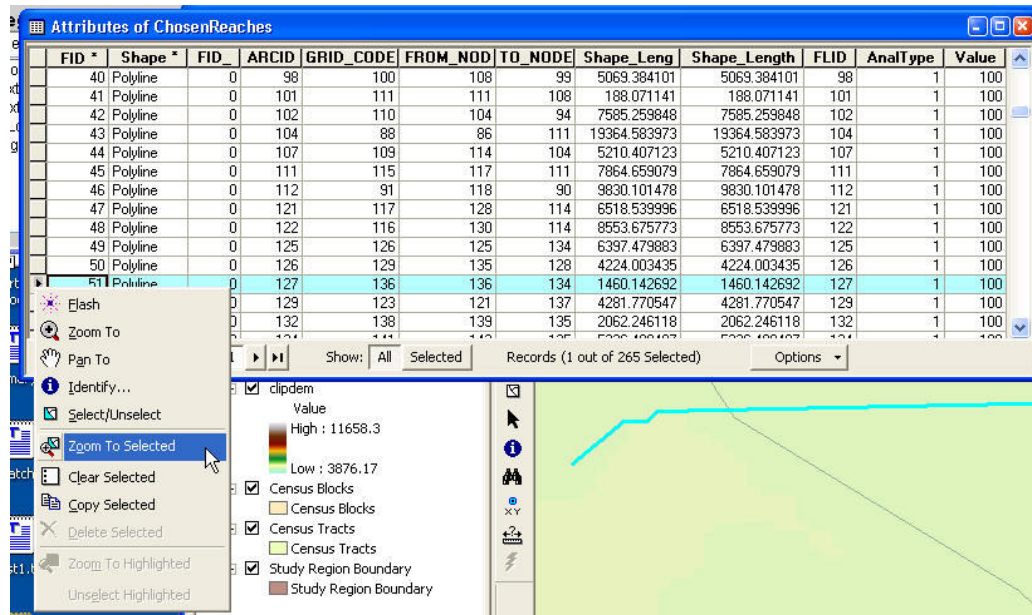 Attributes of ChosenReaches
FID * Shape * FID_ ARCID GRID_CODE FROM_NOD TO_NODE Shape_Leng Shape_Length FLID AnalType Value
40 Polyline 0 98 100 108 99 5069.384101 5069.384101 98 1 100
41 Polyline 0 101 111 111 108 188.071141 188.071141 101 1 100
42 Polyline 0 102 110 104 94 7585.259848 7585.259848 102 1 100
43 Polyline 0 104 88 86 111 19364.583973 19364.583973 104 1 100
44 Polyline 0 107 109 114 104 5210.407123 5210.407123 107 1 100
45 Polyline 0 111 115 117 111 7864.659079 7864.659079 111 1 100
46 Polyline 0 112 91 118 90 9830.101478 9830.101478 112 1 100
47 Polyline 0 121 117 128 114 6518.539996 6518.539996 121 1 100
48 Polyline 0 122 116 130 114 8553.675773 8553.675773 122 1 100
49 Polyline 0 125 126 125 134 6397.479883 6397.479883 125 1 100
50 Polyline 0 126 129 135 128 4224.003435 4224.003435 126 1 100
51 Polyline 0 127 136 136 134 1460.142692 1460.142692 127 1 100
129 123 121 137 4281.770547 4281.770547 129 1 100
132 138 139 135 2062.246118 2062.246118 132 1 100
Show: All Selected Records (1 out of 265 Selected) Options
Flash
Zoom To
Pan To
Identify...
Select/Unselect
Zoom To Selected
Clear Selected
Copy Selected
Delete Selected
Zoom To Highlighted
Unselect Highlighted
clipdem
Value
High : 11658.3
Low : 3876.17
Census Blocks
Census Blocks
Census Tracts
Census Tracts
Study Region Boundary
Study Region Boundary
XY